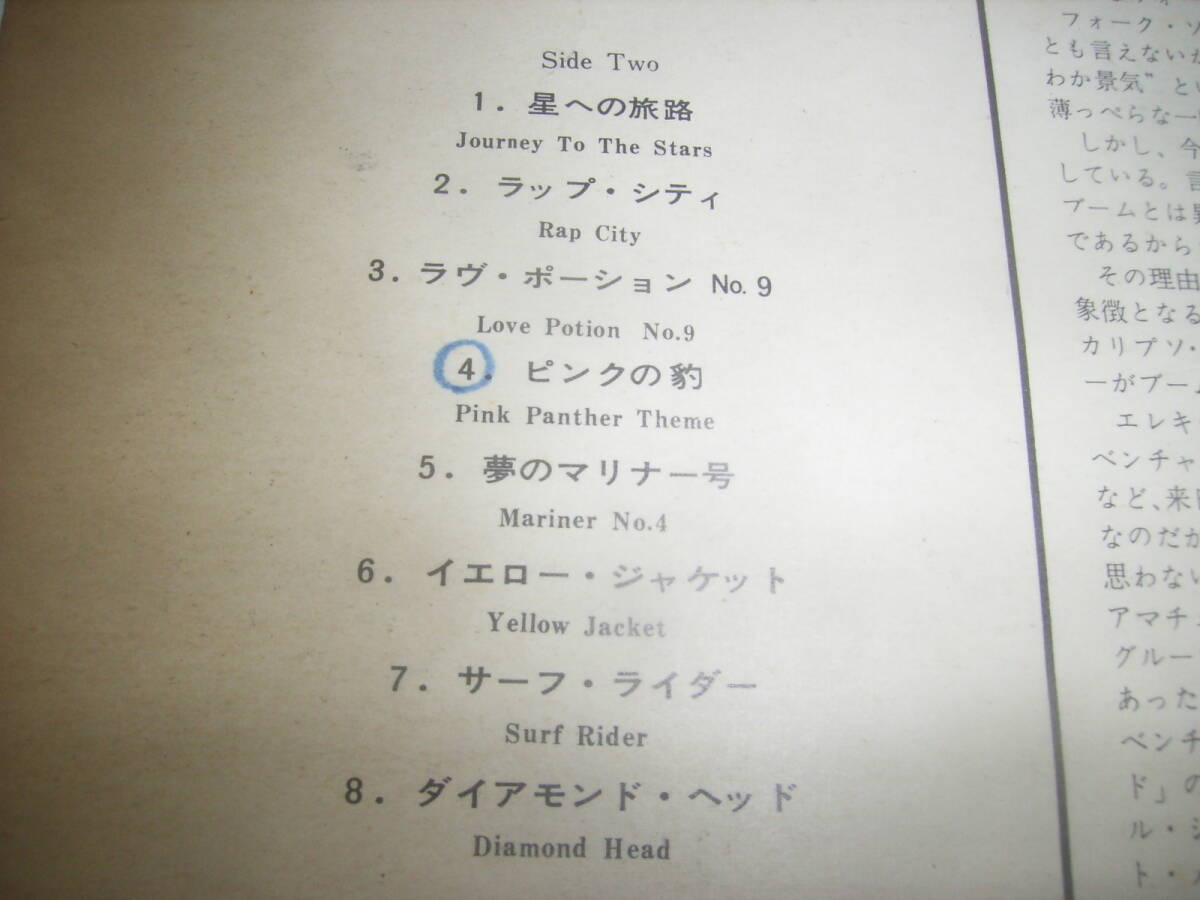 Side Two
1. 星への旅路
Journey To The Stars
2. ラップ・シティ
Rap City
3. ラヴ・ポーション No. 9
Love Potion No.9
4. ピンクの豹
Pink Panther Theme
5. 夢のマリナー号
Mariner No.4
6. イエロー・ジャケット
Yellow Jacket
7. サーフ・ライダー
Surf Rider
8. ダイアモンド・ヘッド
Diamond Head
フォーク・ソ
とも言えないか
わか景気”とい
薄っぺらな一
しかし、今
している。言
ブームとは異
であるから
その理由
象徴となる
カリプソ・
ーがブーム
エレキ
ベンチャ
など、来日
なのだか
思わない
アマチュ
グルー
あった
ベンチ
ド」の
ル・ジ
ト・